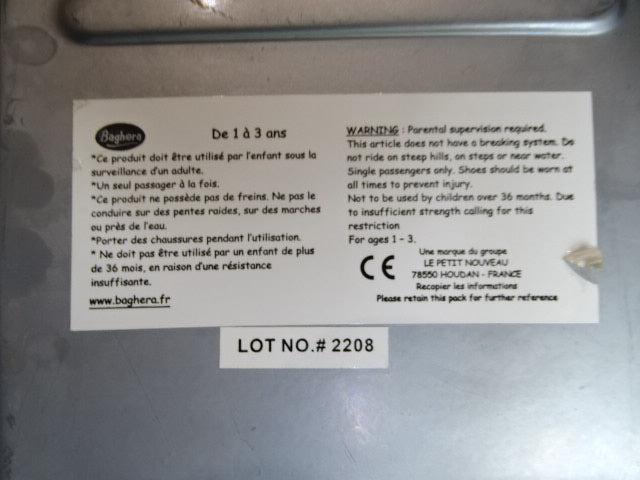 Baghera
De 1 à 3 ans
*Ce produit doit être utilisé par l'enfant sous la
surveillance d'un adulte.
*Un seul passager à la fois.
*Ce produit ne possède pas de freins. Ne pas le
conduire sur des pentes raides, sur des marches
ou près de l'eau.
*Porter des chaussures pendant l'utilisation.
* Ne doit pas être utilisé par un enfant de plus
de 36 mois, en raison d'une résistance
insuffisante.
www.baghera.fr
WARNING : Parental supervision required.
This article does not have a breaking system. Do
not ride on steep hills, on steps or near water.
Single passengers only. Shoes should be worn at
all times to prevent injury.
Not to be used by children over 36 months. Due
to insufficient strength calling for this
restriction
For ages 1 - 3.
CE
Une marque du groupe
LE PETIT NOUVEAU
78550 HOUDAN - FRANCE
Recopier les informations
Please retain this pack for further reference
LOT NO.# 2208